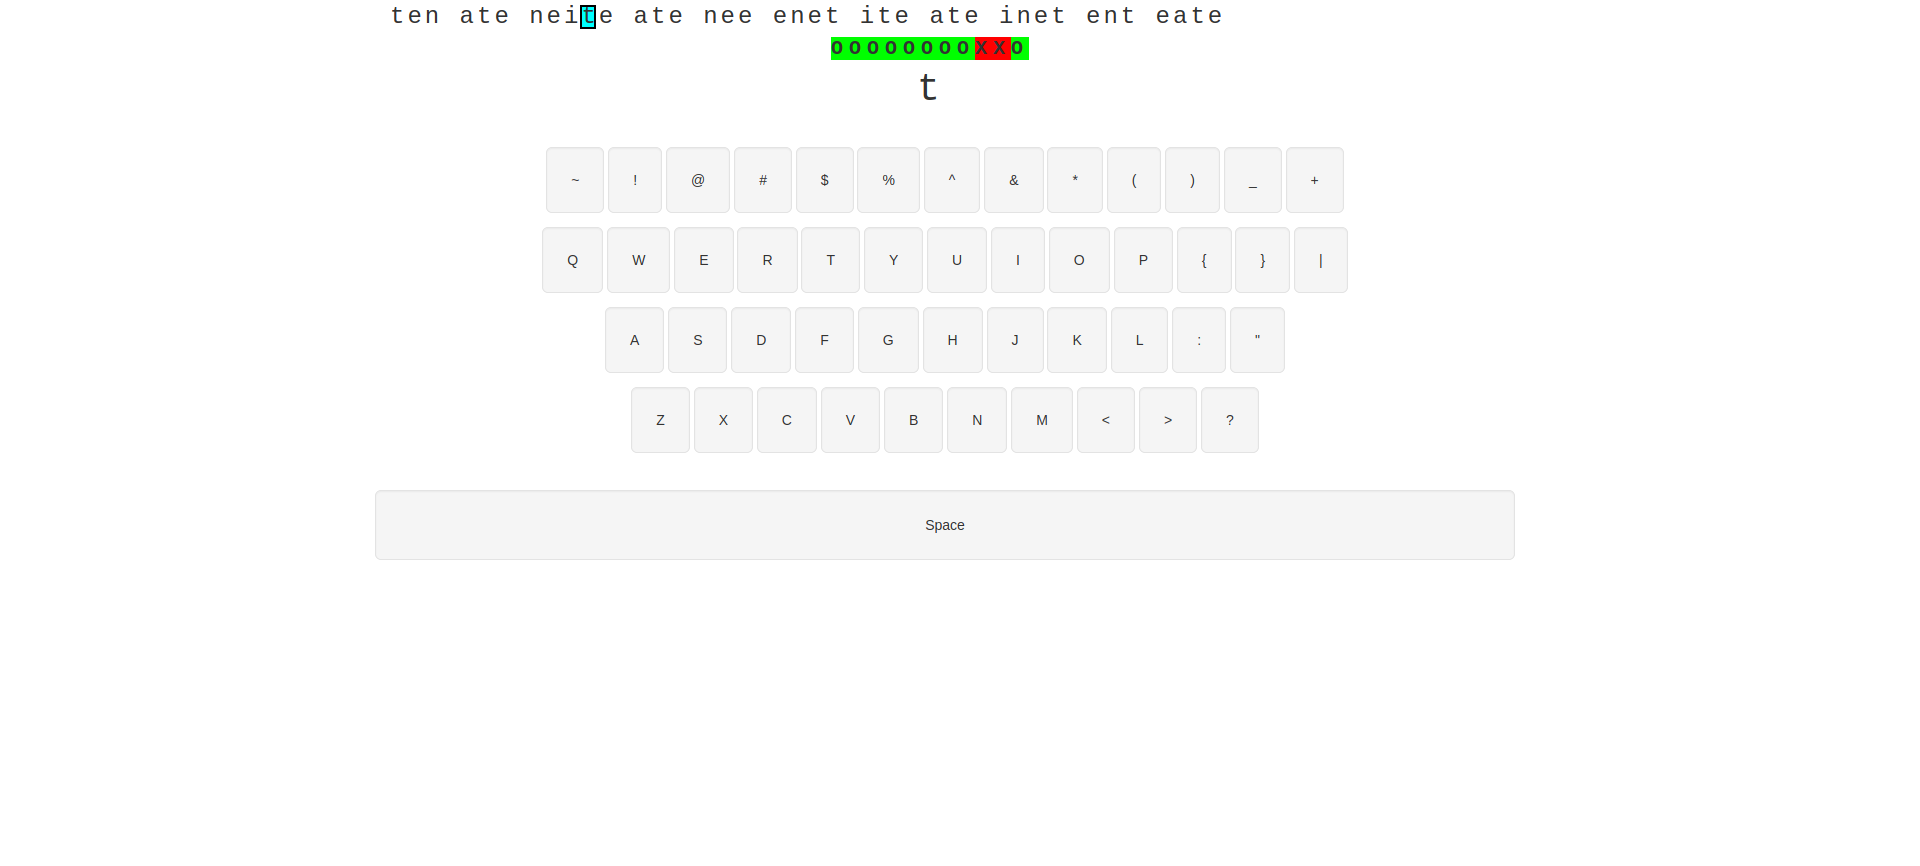 ten ate neite ate nee enet ite ate inet ent eate
OOOOOOOOXXO
t
~ ! @ # $ % ^ & * ( ) _ +
Q W E R T Y U I O P { } |
A S D F G H J K L : "
Z X C V B N M < > ?
Space